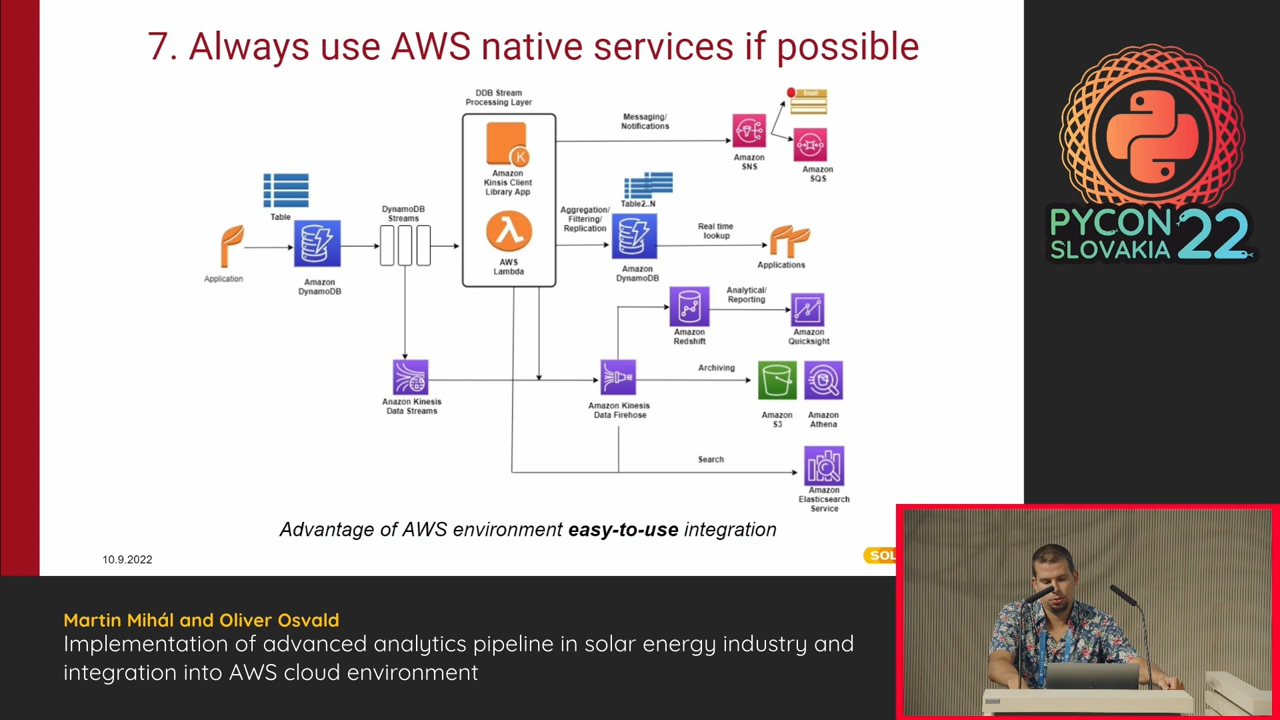 7. Always use AWS native services if possible
DDB Stream
Processing Layer
Messaging/
Notifications
Email
Amazon
SNS
Amazon
SQS
Amazon
Kinsis Client
Library App
Table
DynamoDB
Streams
Aggregation/
Filtering/
Replication
Table2..N
Real time
lookup
Application
Amazon
DynamoDB
AWS
Lambda
Amazon
DynamoDB
Applications
Analytical/
Reporting
Amazon
Redshift
Amazon
Quicksight
Archiving
Anazon Kinesis
Data Streams
Amazon Kinesis
Data Firehose
Amazon
S3
Amazon
Athena
Search
Amazon
Elasticsearch
Service
Advantage of AWS environment easy-to-use integration
10.9.2022
SOL
PYCON
SLOVAKIA 22
Martin Mihál and Oliver Osvald
Implementation of advanced analytics pipeline in solar energy industry and
integration into AWS cloud environment